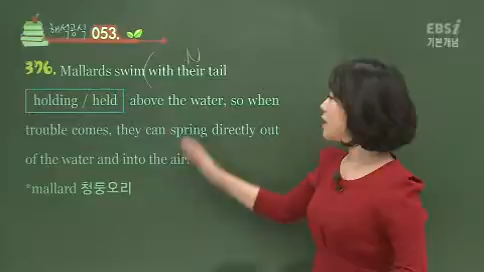 해석공식 053.
EBSi
기본개념
376. Mallards swim (with their tail
N
holding / held above the water, so when
trouble comes, they can spring directly out
of the water and into the air.
*mallard 청둥오리